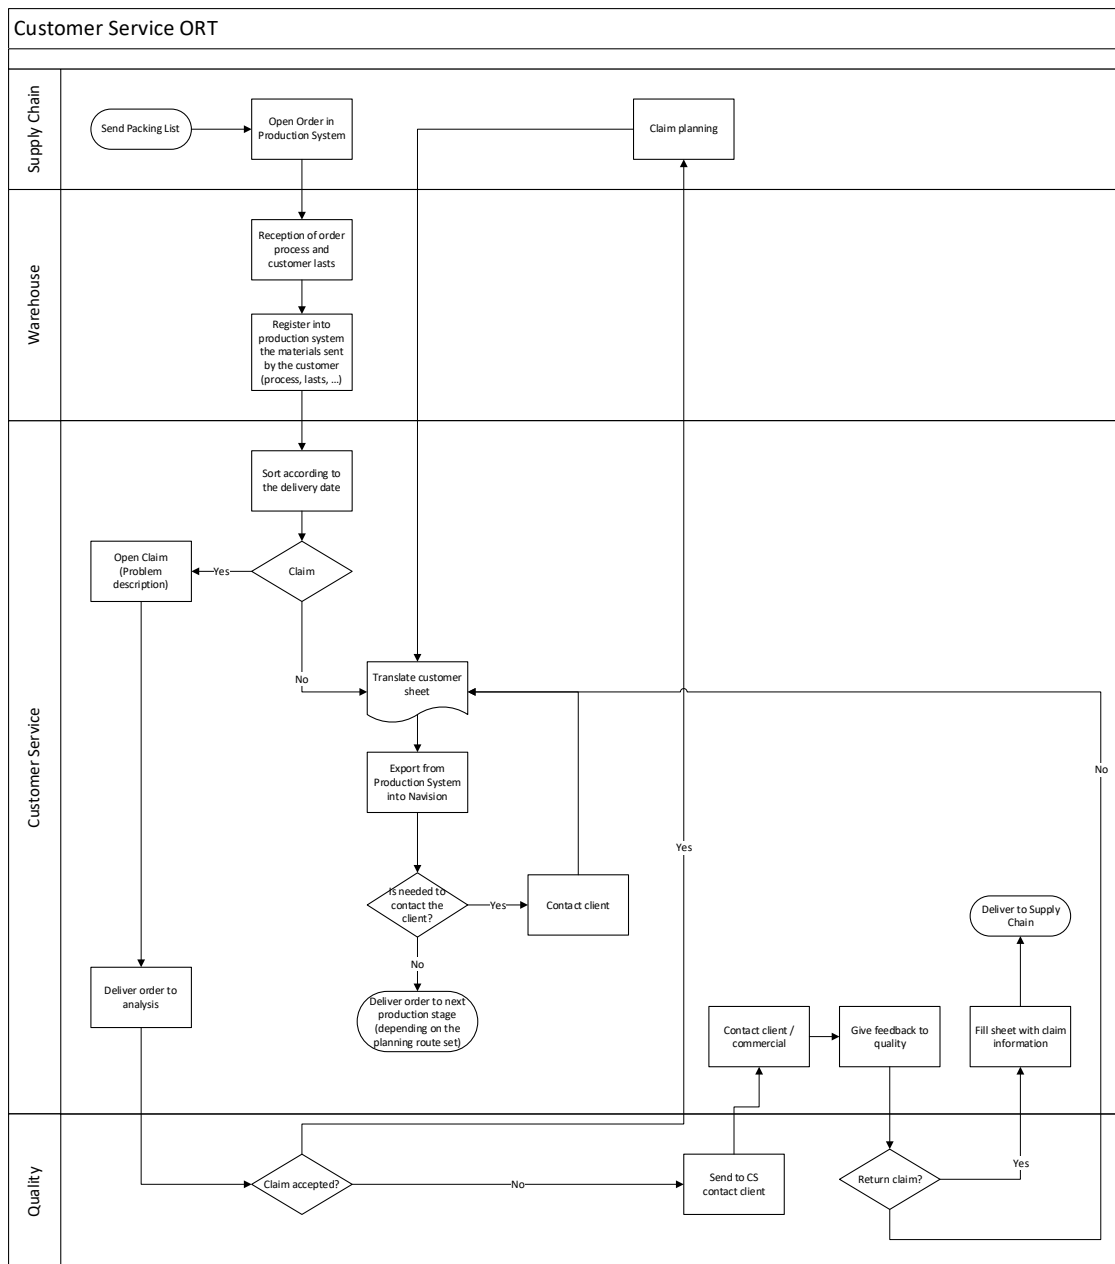 Customer Service ORT
Supply Chain
Send Packing List
Open Order in
Production System
Claim planning
Warehouse
Reception of order
process and
customer lasts
Register into
production system
the materials sent
by the customer
(process, lasts, ...)
Customer Service
Sort according to
the delivery date
Open Claim
(Problem
description)
Yes
Claim
No
Translate customer
sheet
Export from
Production System
into Navision
No
Yes
Is needed to
contact the
client?
Yes
Contact client
Deliver to Supply
Chain
No
Deliver order to
analysis
Deliver order to next
production stage
(depending on the
planning route set)
Contact client /
commercial
Give feedback to
quality
Fill sheet with claim
information
Quality
Claim accepted?
No
Send to CS
contact client
Return claim?
Yes